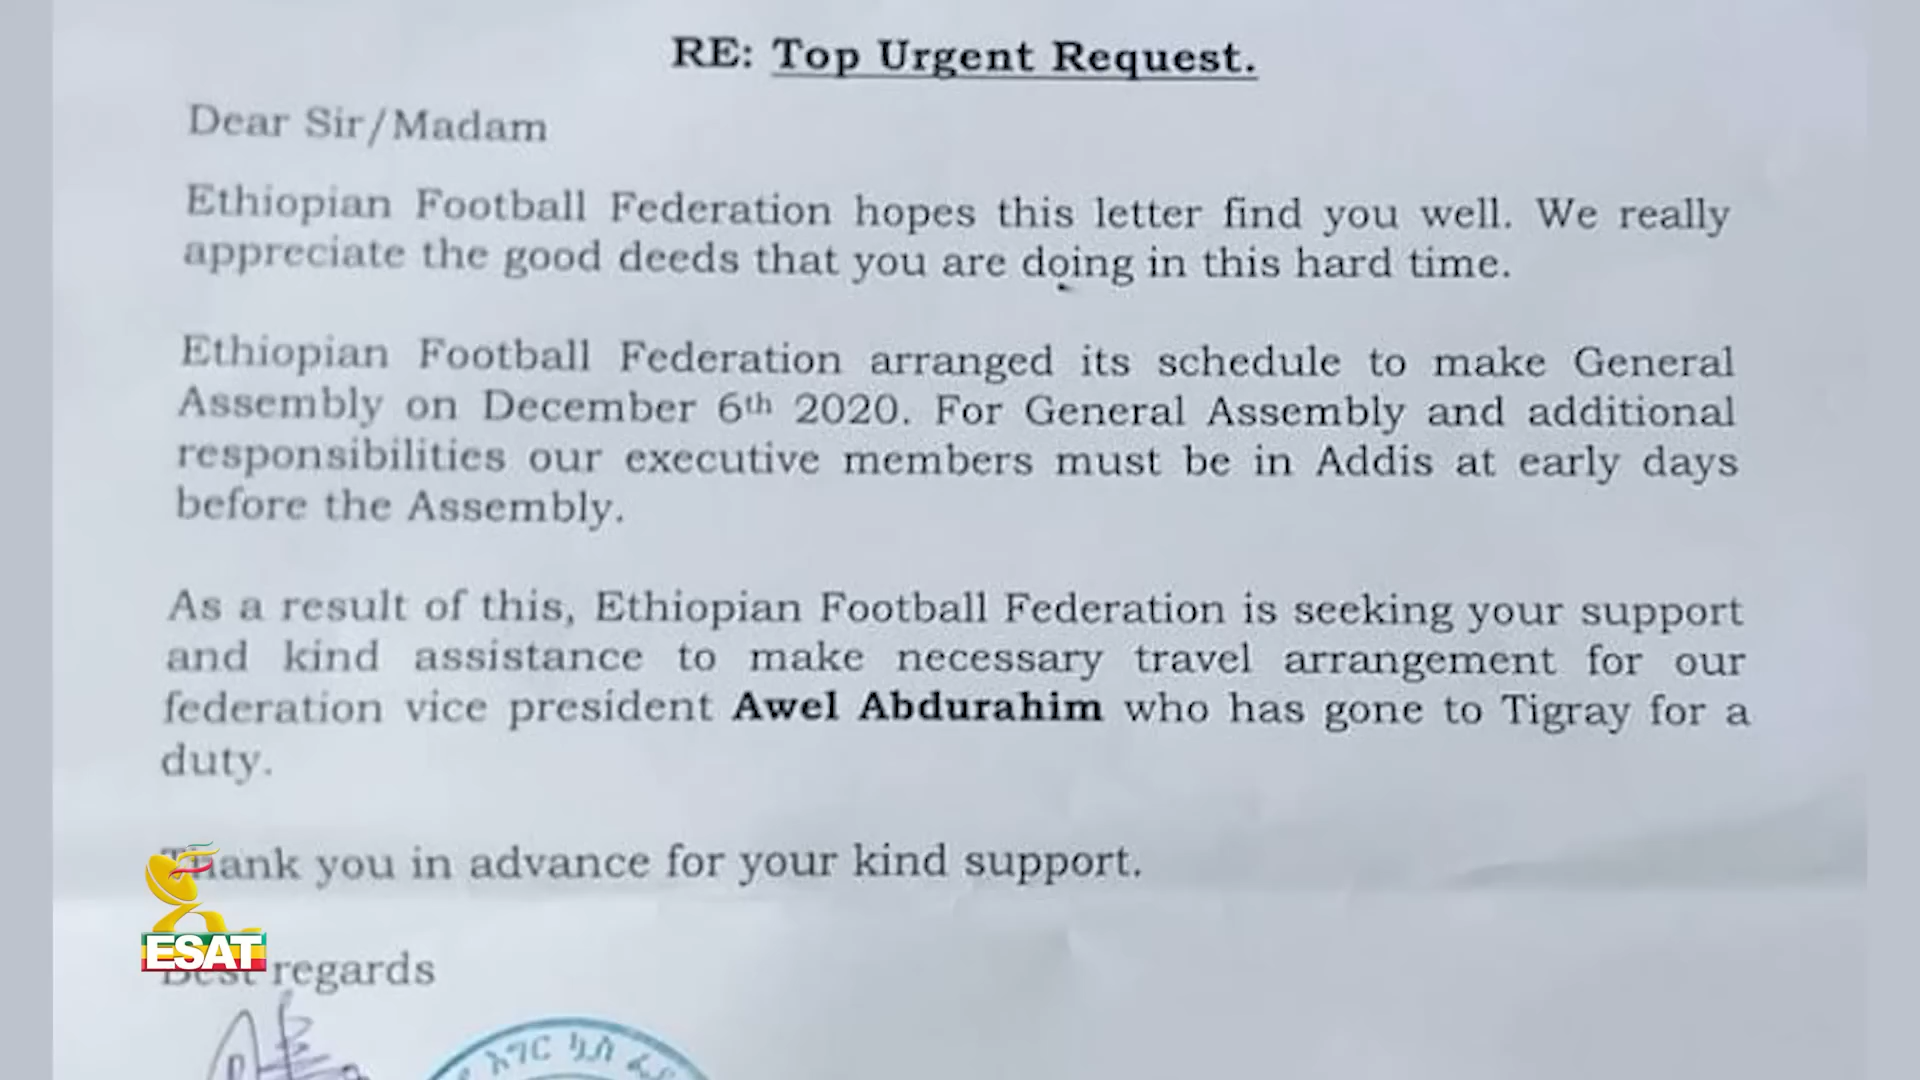 RE: Top Urgent Request.
Dear Sir/Madam
Ethiopian Football Federation hopes this letter find you well. We really
appreciate the good deeds that you are doing in this hard time.
Ethiopian Football Federation arranged its schedule to make General
Assembly on December 6th 2020. For General Assembly and additional
responsibilities our executive members must be in Addis at early days
before the Assembly.
As a result of this, Ethiopian Football Federation is seeking your support
and kind assistance to make necessary travel arrangement for our
federation vice president Awel Abdurahim who has gone to Tigray for a
duty.
Thank you in advance for your kind support.
ESAT
Best regards
እግር ኳስ